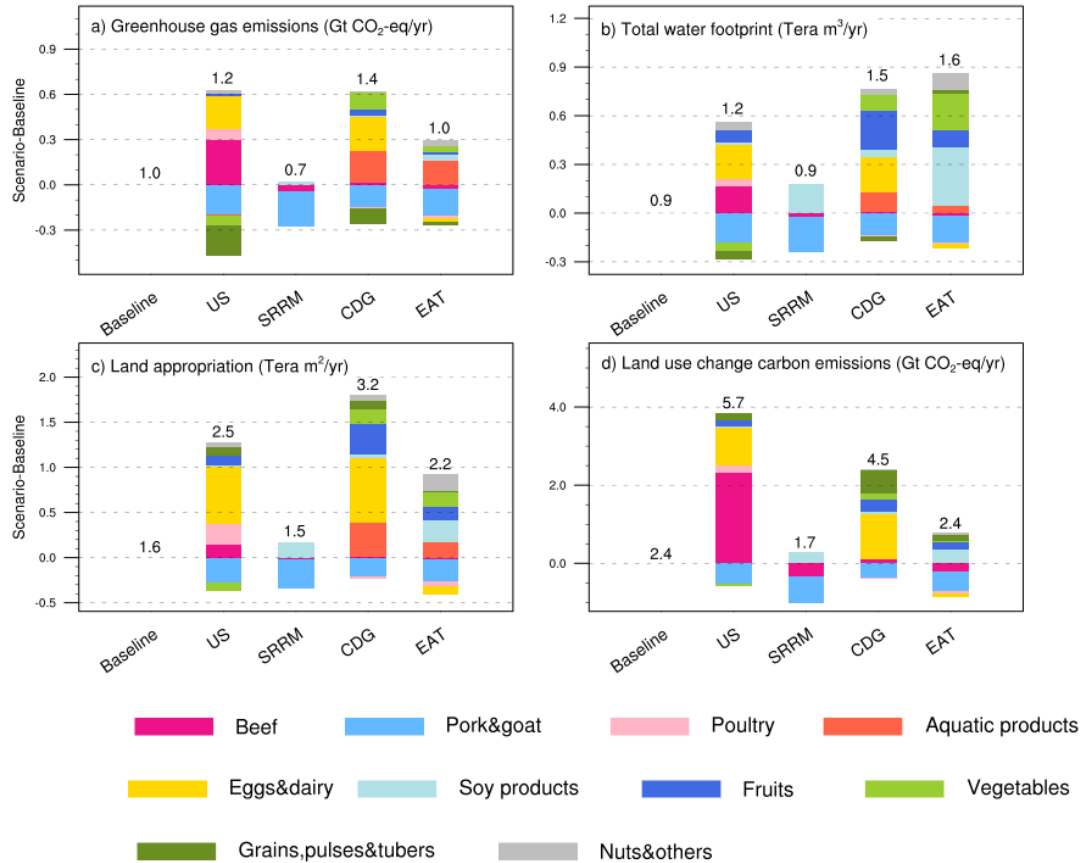 a) Greenhouse gas emissions (Gt CO2-eq/yr)
Scenario-Baseline
0.9
0.6
0.3
0.0
-0.3
1.0
1.2
0.7
1.4
1.0
Baseline
US
SRRM
CDG
EAT
b) Total water footprint (Tera m3/yr)
1.2
0.9
0.6
0.3
0.0
-0.3
0.9
1.2
0.9
1.5
1.6
Baseline
US
SRRM
CDG
EAT
c) Land appropriation (Tera m2/yr)
Scenario-Baseline
2.0
1.5
1.0
0.5
0.0
-0.5
1.6
2.5
1.5
3.2
2.2
Baseline
US
SRRM
CDG
EAT
d) Land use change carbon emissions (Gt CO2-eq/yr)
4.0
2.0
0.0
2.4
5.7
1.7
4.5
2.4
Baseline
US
SRRM
CDG
EAT
Beef Pork&goat Poultry Aquatic products
Eggs&dairy Soy products Fruits Vegetables
Grains,pulses&tubers Nuts&others